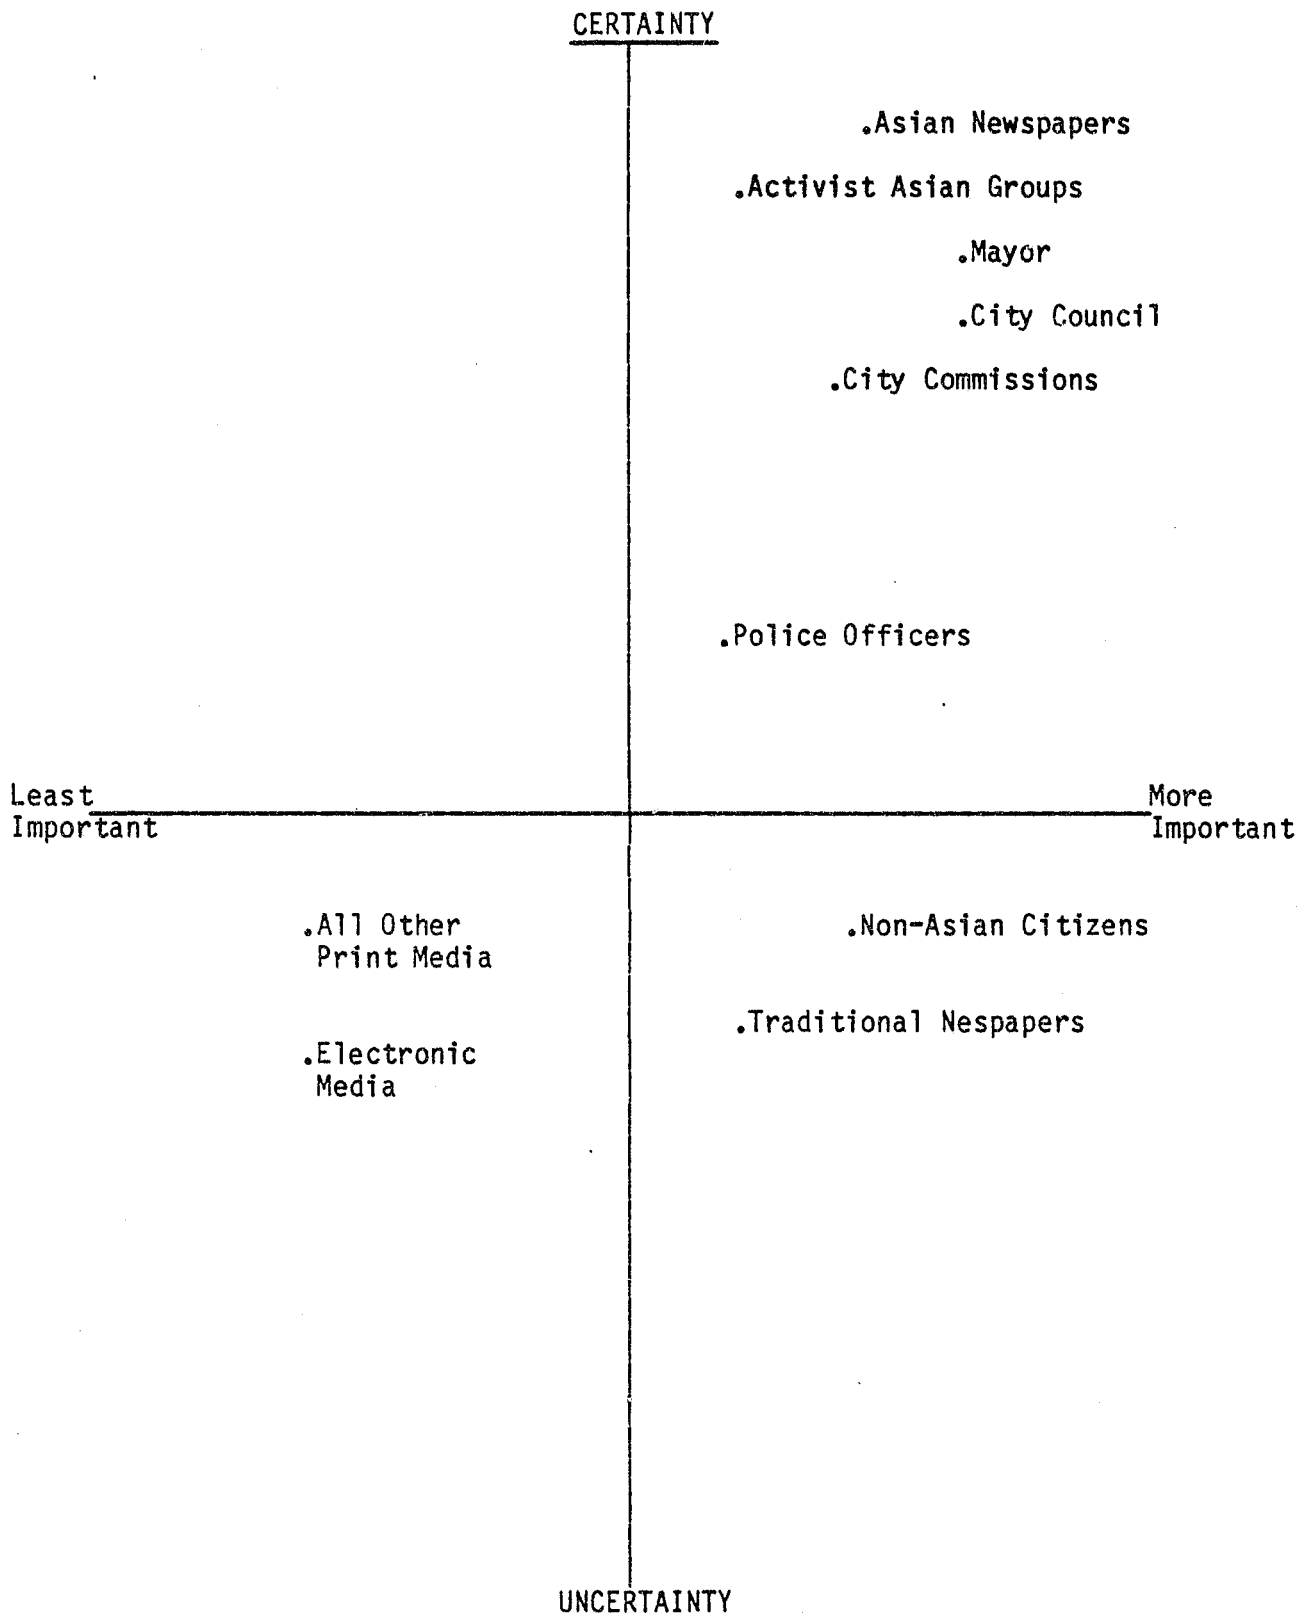 CERTAINTY
.Asian Newspapers
.Activist Asian Groups
.Mayor
.City Council
.City Commissions
.Police Officers
Least
Important
More
Important
.All Other
Print Media
.Non-Asian Citizens
.Traditional Nespapers
.Electronic
Media
UNCERTAINTY